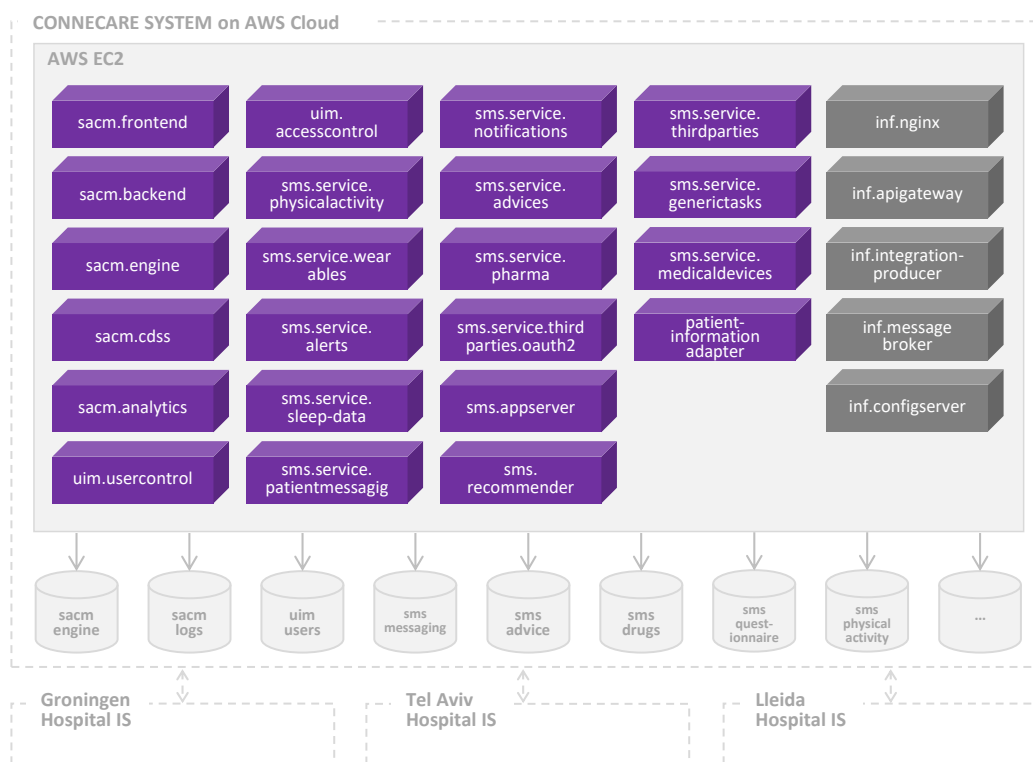 CONNECARE SYSTEM on AWS Cloud
AWS EC2
sacm.frontend
uim.
accesscontrol
sms.service.
notifications
sms.service.
thirdparties
inf.nginx
sacm.backend
sms.service.
physicalactivity
sms.service.
advices
sms.service.
generictasks
inf.apigateway
sacm.engine
sms.service.wear
ables
sms.service.
pharma
sms.service.
medicaldevices
inf.integration-
producer
sacm.cdss
sms.service.
alerts
sms.service.third
parties.oauth2
patient-
information
adapter
inf.message
broker
sacm.analytics
sms.service.
sleep-data
sms.appserver
inf.configserver
uim.usercontrol
sms.service.
patientmessagig
sms.
recommender
sacm
engine
sacm
logs
uim
users
sms
messaging
sms
advice
sms
drugs
sms
quest-
ionnaire
sms
physical
activity
...
Groningen
Hospital IS
Tel Aviv
Hospital IS
Lleida
Hospital IS